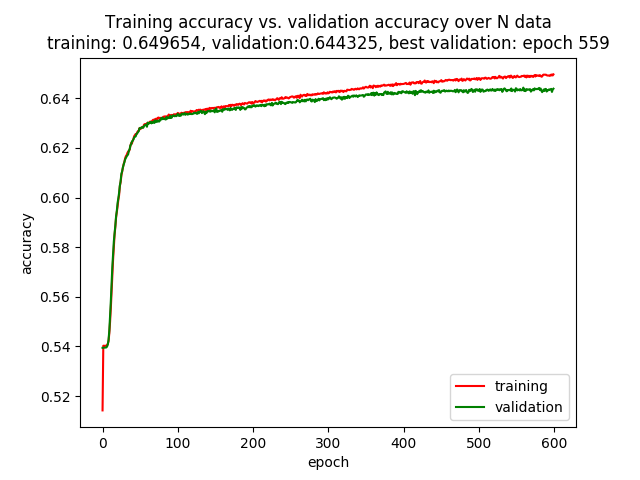 Training accuracy vs. validation accuracy over N data
training: 0.649654, validation:0.644325, best validation: epoch 559
0.64
0.62
0.60
0.58
0.56
0.54
0.52
accuracy
training
validation
0 100 200 300 400 500 600
epoch